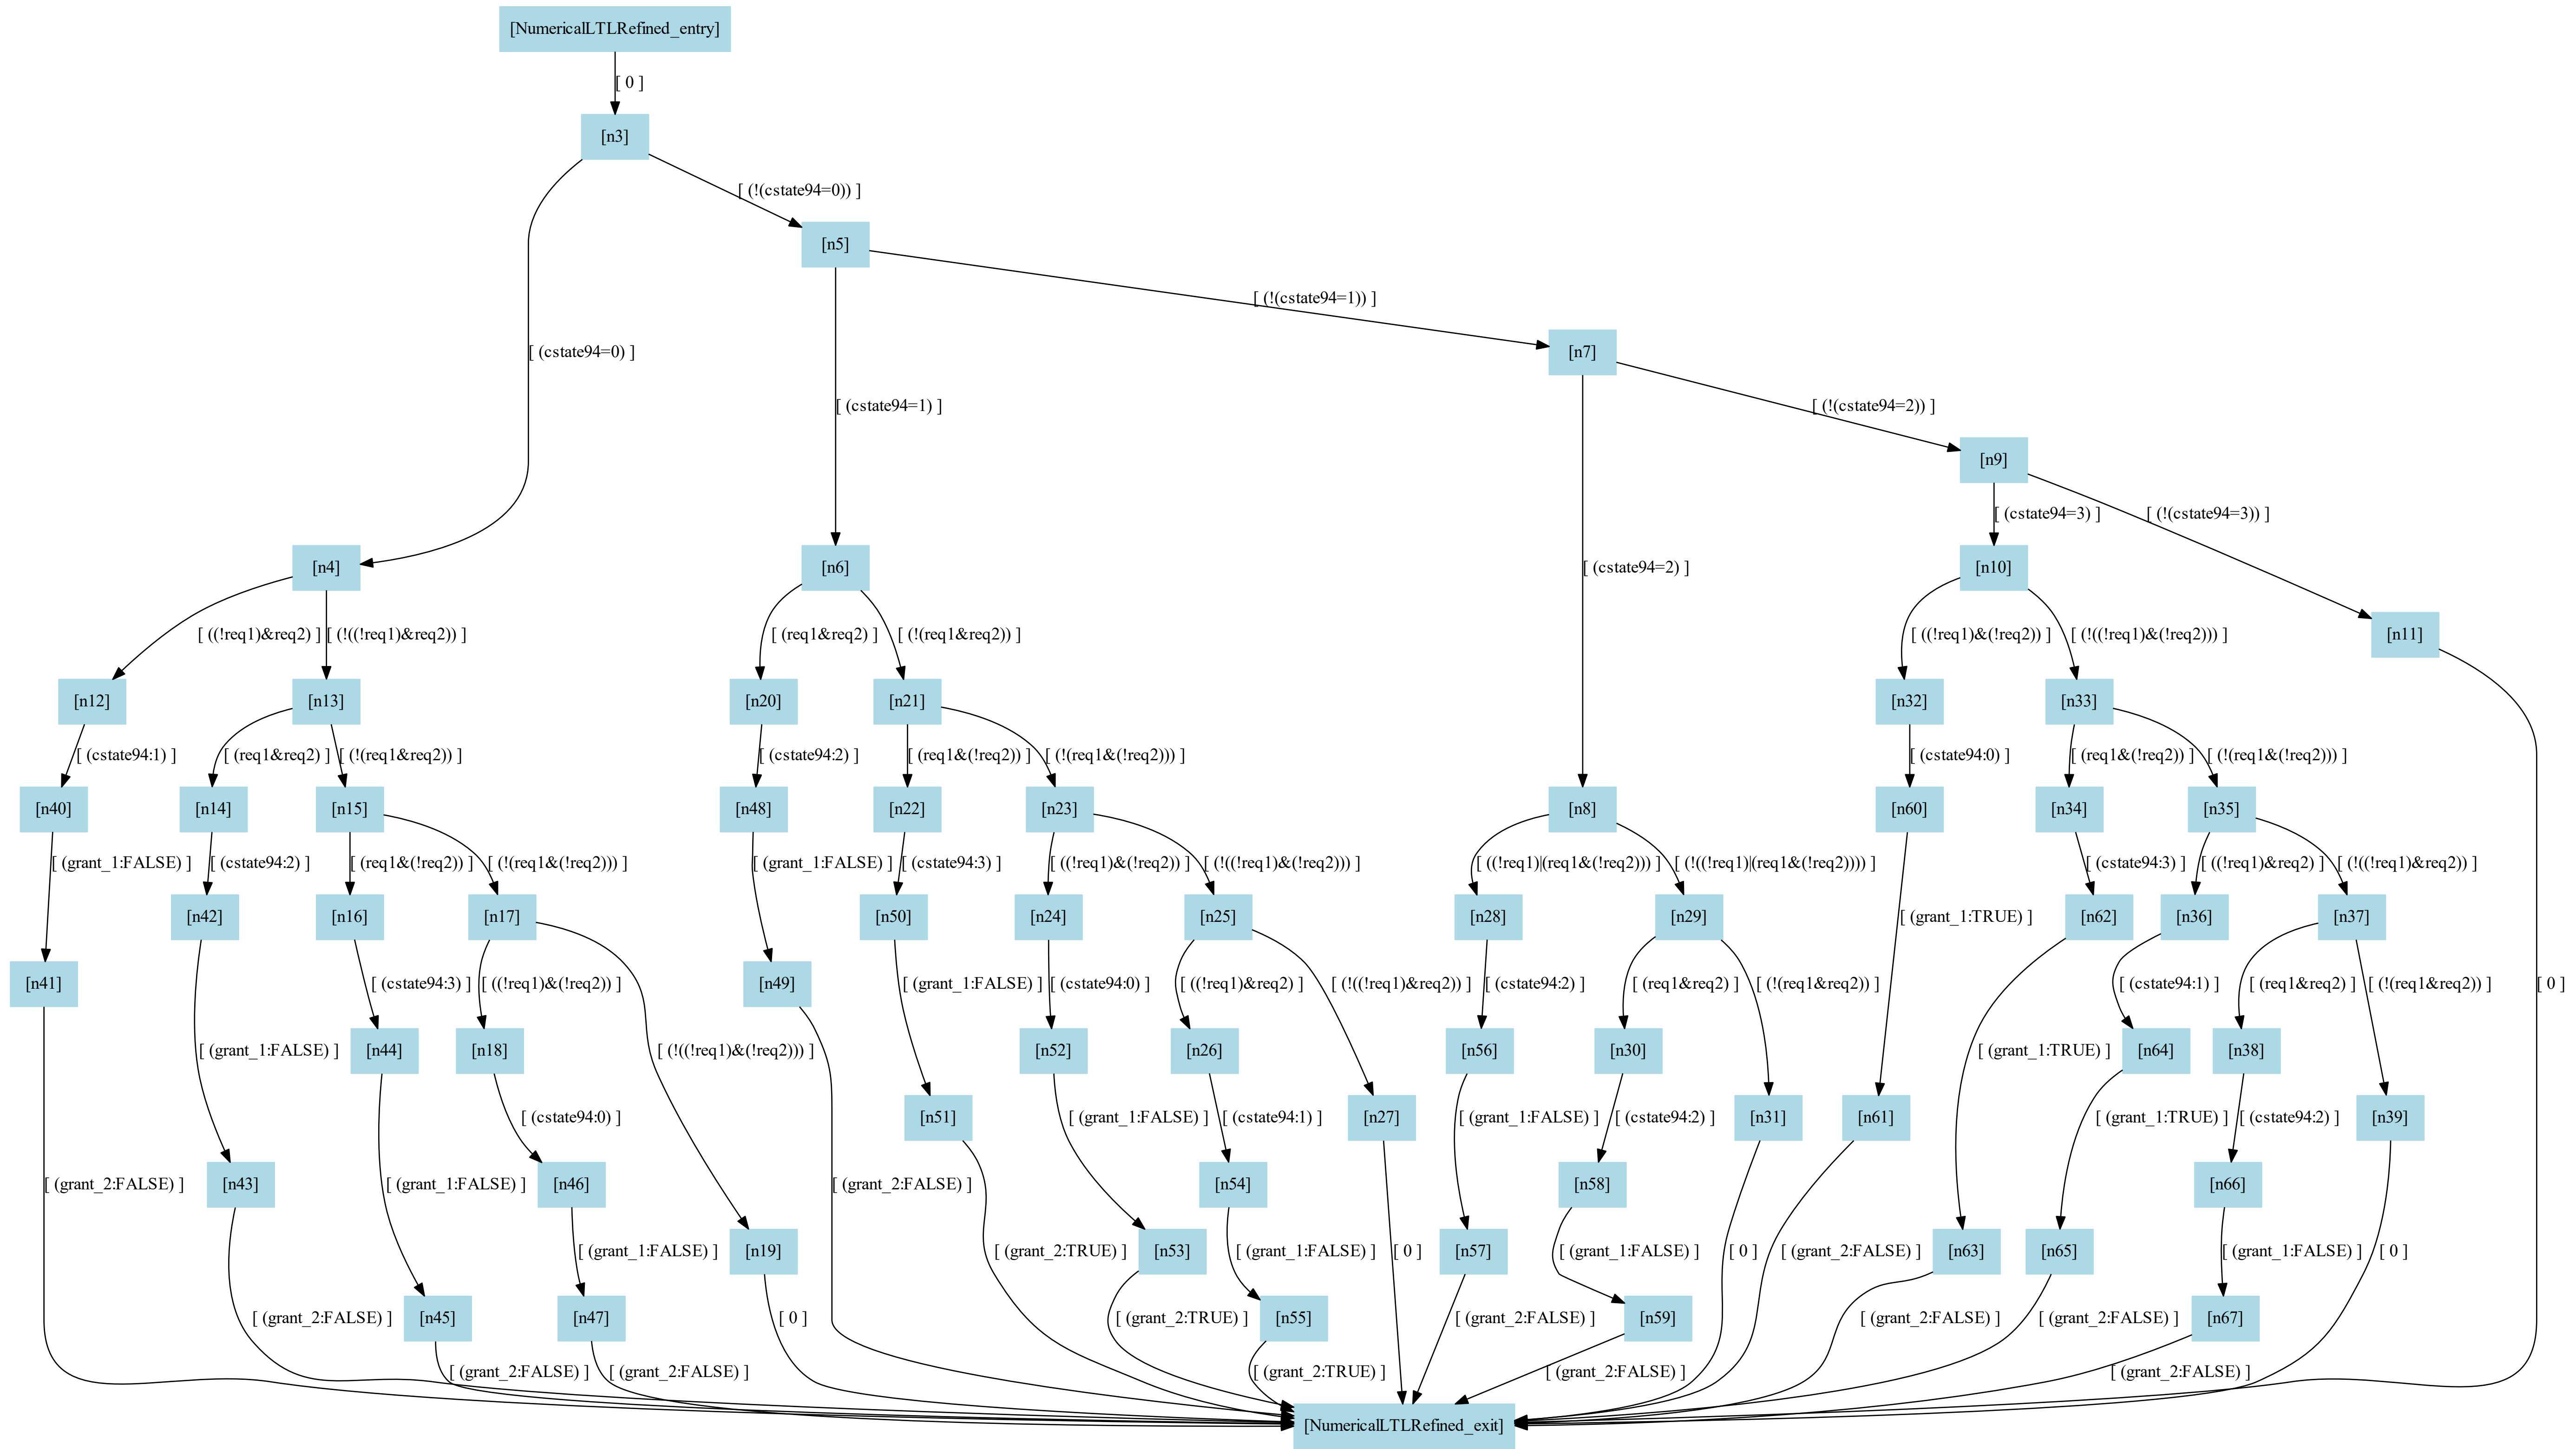 [NumericalLTLRefined_entry]
[ 0 ]
[n3]
[ (!(cstate94=0)) ]
[n5]
[ (!(cstate94=1)) ]
[ (cstate94=0) ]
[n7]
[ (cstate94=1) ]
[ (!(cstate94=2)) ]
[n9]
[ (cstate94=3) ]
[ (!(cstate94=3)) ]
[n4]
[n6]
[ (cstate94=2) ]
[n10]
[ ((!req1)&req2) ]
[ (!((!req1)&req2)) ]
[ (req1&req2) ]
[ (!(req1&req2)) ]
[ ((!req1)&(!req2)) ]
[ (!((!req1)&(!req2))) ]
[n11]
[n12]
[n13]
[n20]
[n21]
[n32]
[n33]
[ (cstate94:1) ]
[ (req1&req2) ]
[ (!(req1&req2)) ]
[ (cstate94:2) ]
[ (req1&(!req2)) ]
[ (!(req1&(!req2))) ]
[ (cstate94:0) ]
[ (req1&(!req2)) ]
[ (!(req1&(!req2))) ]
[n40]
[n14]
[n15]
[n48]
[n22]
[n23]
[n8]
[n60]
[n34]
[n35]
[ (grant_1:FALSE) ]
[ (cstate94:2) ]
[ (req1&(!req2)) ]
[ (!(req1&(!req2))) ]
[ (grant_1:FALSE) ]
[ (cstate94:3) ]
[ ((!req1)&(!req2)) ]
[ (!((!req1)&(!req2))) ]
[ ((!req1)|(req1&(!req2))) ]
[ (!((!req1)|(req1&(!req2)))) ]
[ (cstate94:3) ]
[ ((!req1)&req2) ]
[ (!((!req1)&req2)) ]
[n42]
[n16]
[n17]
[n50]
[n24]
[n25]
[n28]
[n29]
[ (grant_1:TRUE) ]
[n62]
[n36]
[n37]
[n41]
[ (cstate94:3) ]
[ ((!req1)&(!req2)) ]
[n49]
[ (grant_1:FALSE) ]
[ (cstate94:0) ]
[ ((!req1)&req2) ]
[ (!((!req1)&req2)) ]
[ (cstate94:2) ]
[ (req1&req2) ]
[ (!(req1&req2)) ]
[ (cstate94:1) ]
[ (req1&req2) ]
[ (!(req1&req2)) ]
[ 0 ]
[ (grant_1:FALSE) ]
[n44]
[n18]
[ (!((!req1)&(!req2))) ]
[n52]
[n26]
[n56]
[n30]
[ (grant_1:TRUE) ]
[n64]
[n38]
[ (cstate94:0) ]
[n51]
[ (grant_1:FALSE) ]
[ (cstate94:1) ]
[n27]
[ (grant_1:FALSE) ]
[ (cstate94:2) ]
[n31]
[n61]
[ (grant_1:TRUE) ]
[ (cstate94:2) ]
[n39]
[ (grant_2:FALSE) ]
[n43]
[ (grant_1:FALSE) ]
[n46]
[ (grant_2:FALSE) ]
[n54]
[n58]
[n66]
[ (grant_1:FALSE) ]
[n19]
[ (grant_2:TRUE) ]
[n53]
[ (grant_1:FALSE) ]
[ 0 ]
[n57]
[ (grant_1:FALSE) ]
[ 0 ]
[ (grant_2:FALSE) ]
[n63]
[n65]
[ (grant_1:FALSE) ]
[ 0 ]
[ (grant_2:FALSE) ]
[n45]
[n47]
[ 0 ]
[ (grant_2:TRUE) ]
[n55]
[ (grant_2:FALSE) ]
[n59]
[ (grant_2:FALSE) ]
[ (grant_2:FALSE) ]
[n67]
[ (grant_2:FALSE) ]
[ (grant_2:FALSE) ]
[ (grant_2:TRUE) ]
[ (grant_2:FALSE) ]
[ (grant_2:FALSE) ]
[NumericalLTLRefined_exit]